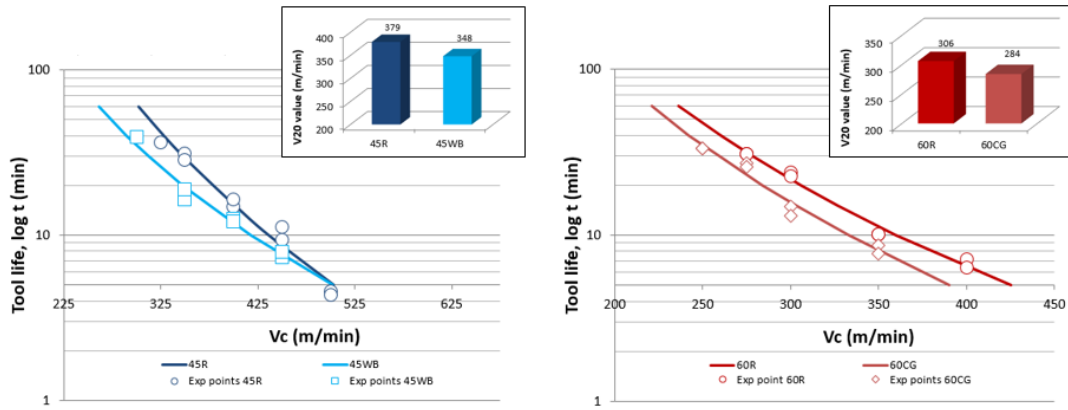 100
10
1
Tool life, log t (min)
225
325
425
525
625
Vc (m/min)
45R
45WB
Exp points 45R
Exp points 45WB
V20 value (m/min)
400
350
300
250
200
379
348
45R
45WB
100
10
1
Tool life, log t (min)
200
250
300
350
400
450
Vc (m/min)
60R
60CG
Exp point 60R
Exp points 60CG
V20 value (m/min)
350
300
250
200
306
284
60R
60CG